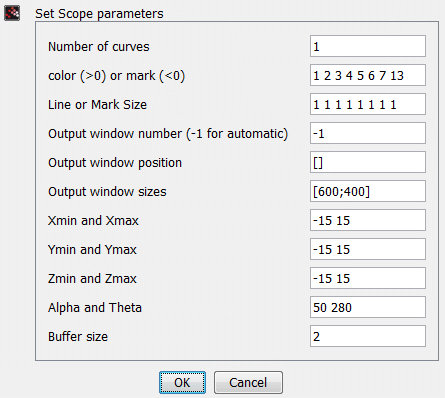 Set Scope parameters
Number of curves 1
color (>0) or mark (<0) 1 2 3 4 5 6 7 13
Line or Mark Size 1 1 1 1 1 1 1 1
Output window number (-1 for automatic) -1
Output window position []
Output window sizes [600;400]
Xmin and Xmax -15 15
Ymin and Ymax -15 15
Zmin and Zmax -15 15
Alpha and Theta 50 280
Buffer size 2
OK Cancel